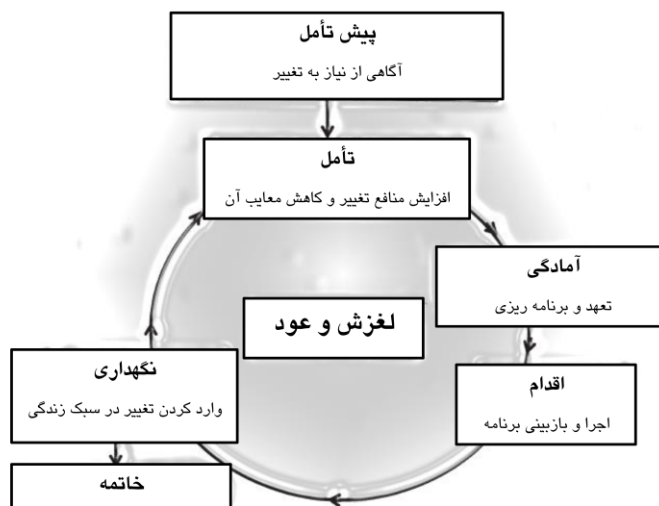 پیش تأمل
آگاهی از نیاز به تغییر
تأمل
افزایش منافع تغییر و کاهش معایب آن
آمادگی
تعهد و برنامه ریزی
لغزش و عود
اقدام
اجرا و بازبینی برنامه
نگهداری
وارد کردن تغییر در سبک زندگی
خاتمه